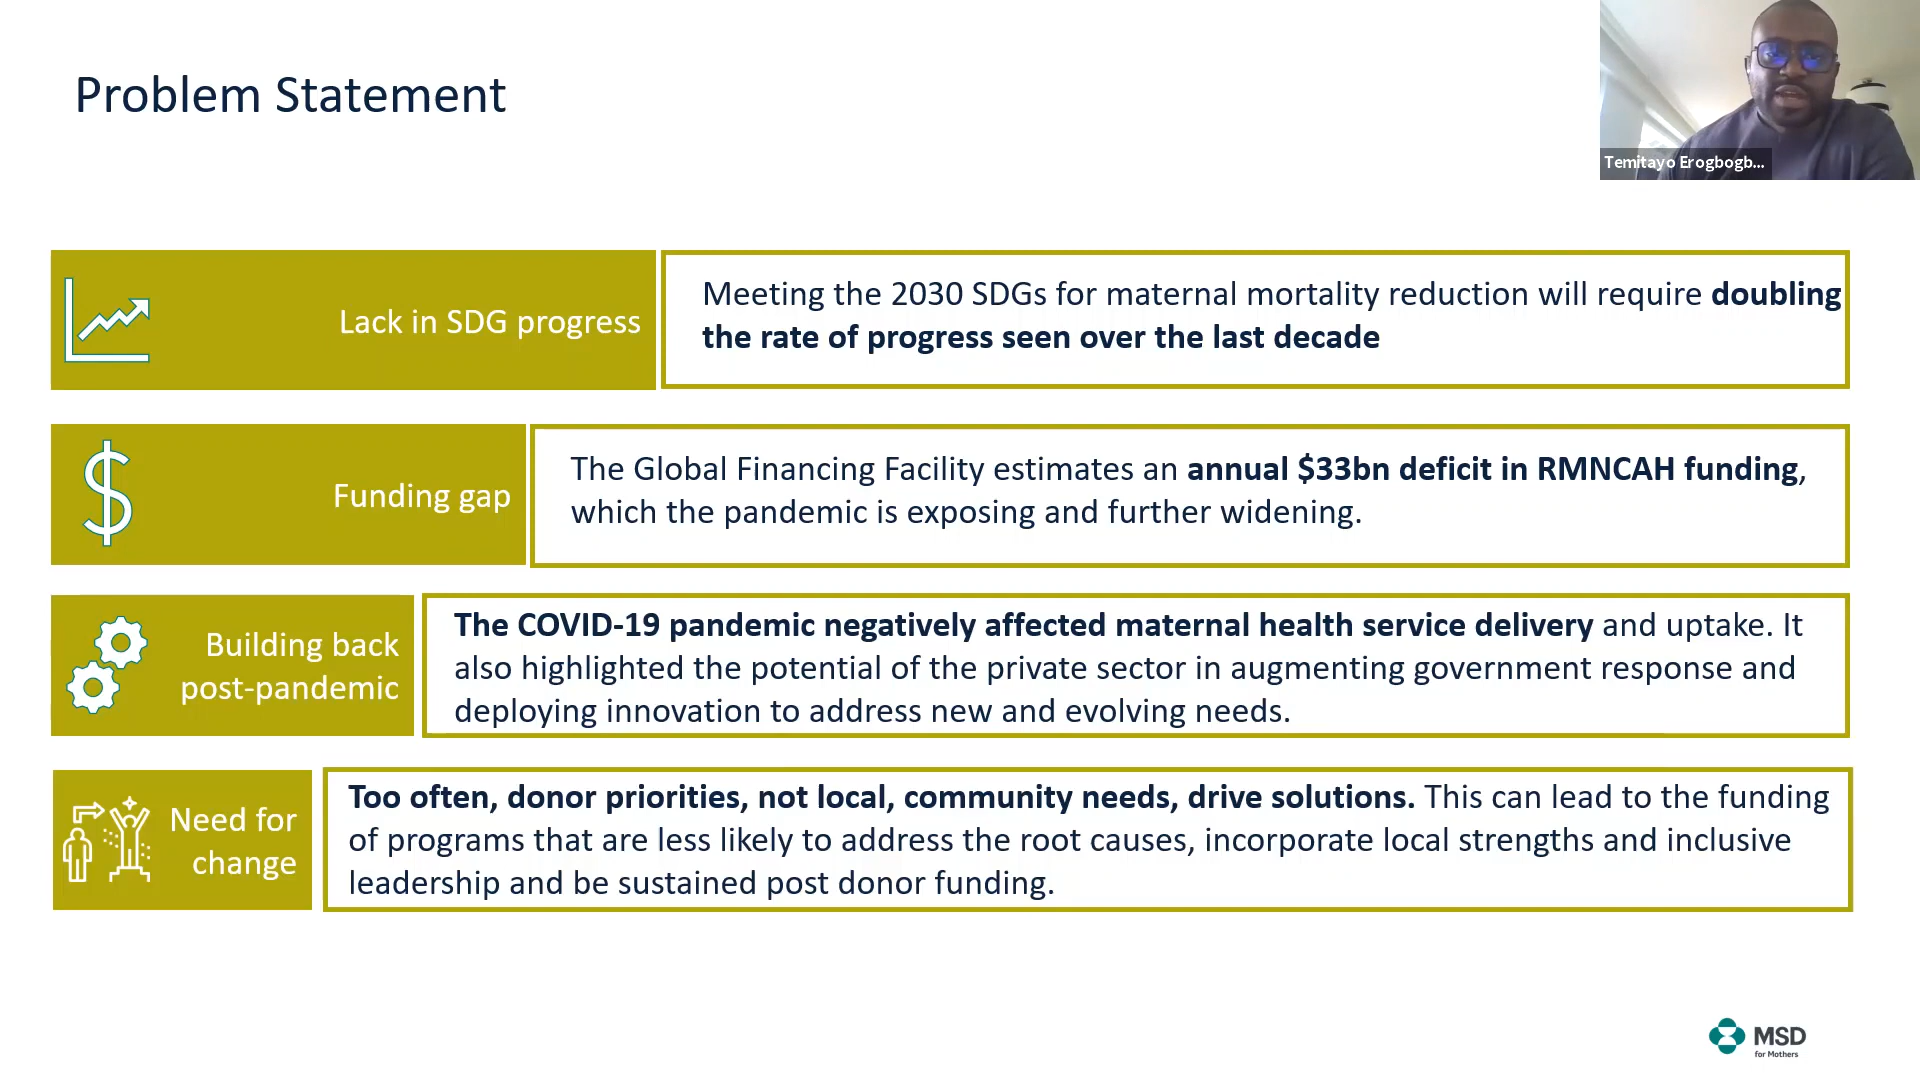 Problem Statement
Temitayo Erogbogb...
Lack in SDG progress
Meeting the 2030 SDGs for maternal mortality reduction will require doubling
the rate of progress seen over the last decade
Funding gap
The Global Financing Facility estimates an annual $33bn deficit in RMNCAH funding,
which the pandemic is exposing and further widening.
Building back
post-pandemic
The COVID-19 pandemic negatively affected maternal health service delivery and uptake. It
also highlighted the potential of the private sector in augmenting government response and
deploying innovation to address new and evolving needs.
Need for
change
Too often, donor priorities, not local, community needs, drive solutions. This can lead to the funding
of programs that are less likely to address the root causes, incorporate local strengths and inclusive
leadership and be sustained post donor funding.
MSD
for Mothers